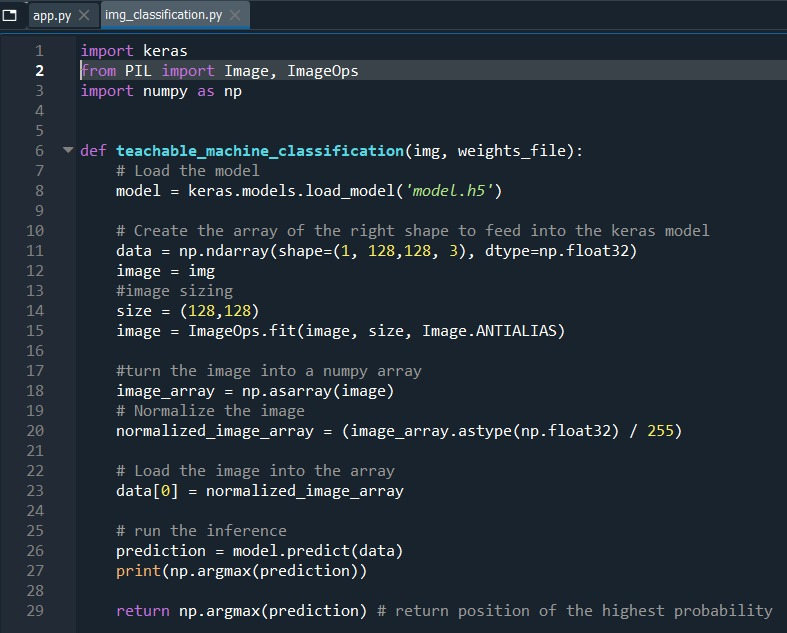 app.py
img_classification.py
1 import keras
2 from PIL import Image, ImageOps
3 import numpy as np
4
5
6 def teachable_machine_classification(img, weights_file):
7 # Load the model
8 model = keras.models.load_model('model.h5')
9
10 # Create the array of the right shape to feed into the keras model
11 data = np.ndarray(shape=(1, 128,128, 3), dtype=np.float32)
12 image = img
13 #image sizing
14 size = (128,128)
15 image = ImageOps.fit(image, size, Image.ANTIALIAS)
16
17 #turn the image into a numpy array
18 image_array = np.asarray(image)
19 # Normalize the image
20 normalized_image_array = (image_array.astype(np.float32) / 255)
21
22 # Load the image into the array
23 data[0] = normalized_image_array
24
25 # run the inference
26 prediction = model.predict(data)
27 print(np.argmax(prediction))
28
29 return np.argmax(prediction) # return position of the highest probability